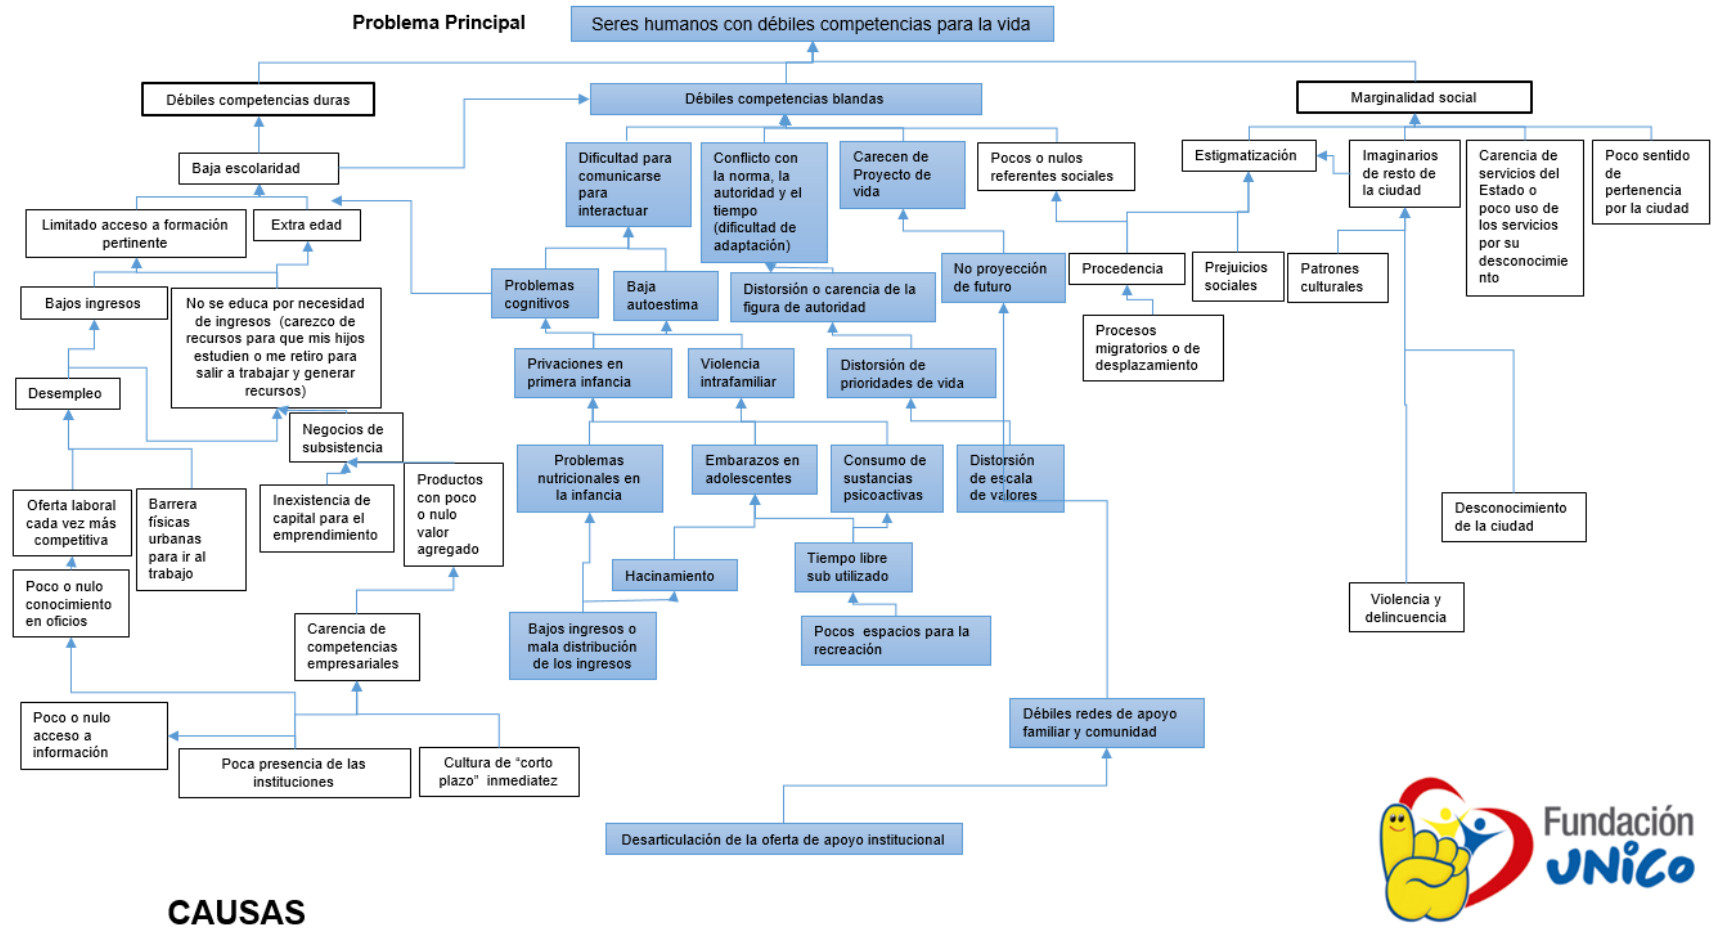 Problema Principal
Seres humanos con débiles competencias para la vida
Débiles competencias duras
Débiles competencias blandas
Marginalidad social
Baja escolaridad
Dificultad para
comunicarse
para
interactuar
Conflicto con
la norma, la
autoridad y el
tiempo
(dificultad de
adaptación)
Carecen de
Proyecto de
vida
Pocos o nulos
referentes sociales
Estigmatización
Imaginarios
de resto de
la ciudad
Carencia de
servicios del
Estado o
poco uso de
los servicios
por su
desconocimie
nto
Poco sentido
de
pertenencia
por la ciudad
Limitado acceso a formación
pertinente
Extra edad
Bajos ingresos
No se educa por necesidad
de ingresos (carezco de
recursos para que mis hijos
estudien o me retiro para
salir a trabajar y generar
recursos)
Problemas
cognitivos
Baja
autoestima
Distorsión o carencia de la
figura de autoridad
No proyección
de futuro
Procedencia
Prejuicios
sociales
Patrones
culturales
Procesos
migratorios o de
desplazamiento
Privaciones en
primera infancia
Violencia
intrafamiliar
Distorsión de
prioridades de vida
Desempleo
Negocios de
subsistencia
Problemas
nutricionales en
la infancia
Embarazos en
adolescentes
Consumo de
sustancias
psicoactivas
Distorsión
de escala
de valores
Oferta laboral
cada vez más
competitiva
Barrera
físicas
urbanas
para ir al
trabajo
Inexistencia de
capital para el
emprendimiento
Productos
con poco
o nulo
valor
agregado
Desconocimiento
de la ciudad
Hacinamiento
Tiempo libre
sub utilizado
Poco o nulo
conocimiento
en oficios
Carencia de
competencias
empresariales
Bajos ingresos o
mala distribución
de los ingresos
Pocos espacios para la
recreación
Violencia y
delincuencia
Poco o nulo
acceso a
información
Poca presencia de las
instituciones
Cultura de “corto
plazo” inmediatez
Débiles redes de apoyo
familiar y comunidad
Desarticulación de la oferta de apoyo institucional
Fundación
UNiCo
CAUSAS